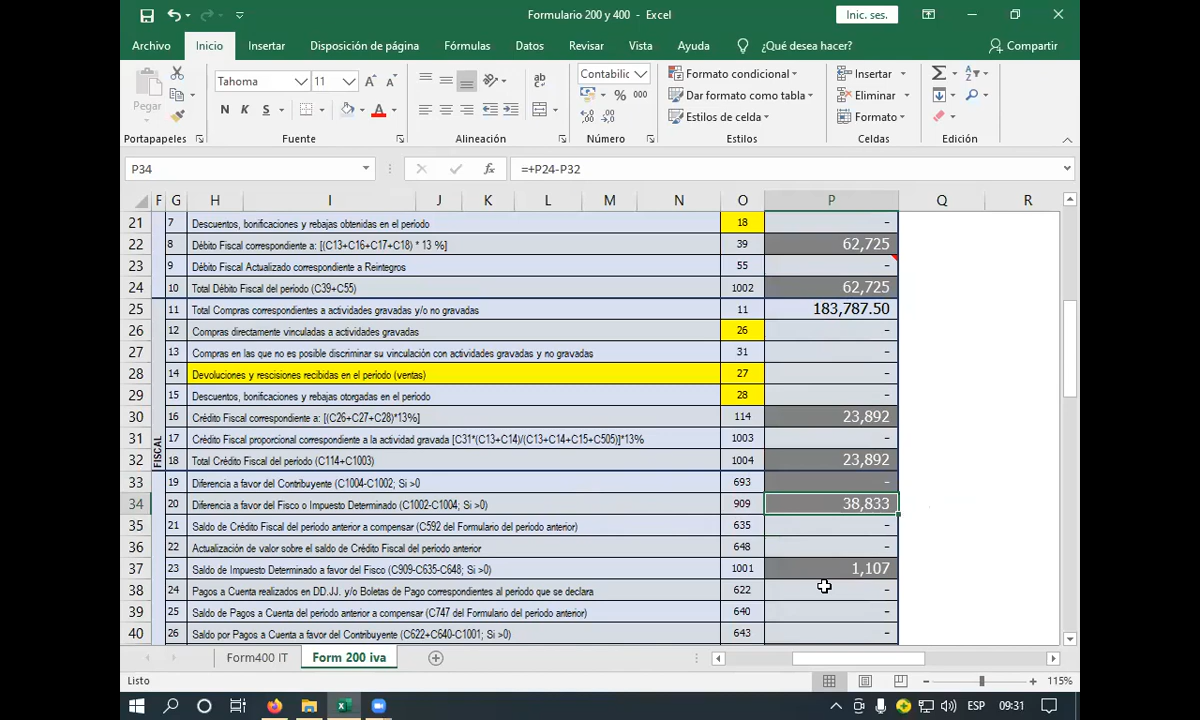 Formulario 200 y 400 - Excel
Inic. ses.
Archivo Inicio Insertar Disposición de página Fórmulas Datos Revisar Vista Ayuda ¿Qué desea hacer? Compartir
Pegar
Tahoma 11
N K S
A
ab
Contabilic
% 000
Formato condicional
Dar formato como tabla
Estilos de celda
Insertar
Eliminar
Formato
Portapapeles Fuente Alineación Número Estilos Celdas Edición
P34 fx =+P24-P32
F G H I J K L M N O P Q R
21 7 Descuentos, bonificaciones y rebajas obtenidas en el periodo 18 -
22 8 Débito Fiscal correspondiente a: [(C13+C16+C17+C18) * 13 %] 39 62,725
23 9 Débito Fiscal Actualizado correspondiente a Reintegros 55 -
24 10 Total Débito Fiscal del periodo (C39+C55) 1002 62,725
25 11 Total Compras correspondientes a actividades gravadas y/o no gravadas 11 183,787.50
26 12 Compras directamente vinculadas a actividades gravadas 26 -
27 13 Compras en las que no es posible discriminar su vinculación con actividades gravadas y no gravadas 31 -
28 14 Devoluciones y rescisiones recibidas en el periodo (ventas) 27 -
29 15 Descuentos, bonificaciones y rebajas otorgadas en el periodo 28 -
30 16 Crédito Fiscal correspondiente a: [(C26+C27+C28)*13%] 114 23,892
31 17 Crédito Fiscal proporcional correspondiente a la actividad gravada [C31*(C13+C14)/(C13+C14+C15+C505)]*13% 1003 -
32 18 Total Crédito Fiscal del periodo (C114+C1003) 1004 23,892
33 19 Diferencia a favor del Contribuyente (C1004-C1002; Si >0 693 -
34 20 Diferencia a favor del Fisco o Impuesto Determinado (C1002-C1004; Si >0) 909 38,833
35 21 Saldo de Crédito Fiscal del periodo anterior a compensar (C592 del Formulario del periodo anterior) 635 -
36 22 Actualización de valor sobre el saldo de Crédito Fiscal del periodo anterior 648 -
37 23 Saldo de Impuesto Determinado a favor del Fisco (C909-C635-C648; Si >0) 1001 1,107
38 24 Pagos a Cuenta realizados en DD.JJ. y/o Boletas de Pago correspondientes al periodo que se declara 622 -
39 25 Saldo de Pagos a Cuenta del periodo anterior a compensar (C747 del Formulario del periodo anterior) 640 -
40 26 Saldo por Pagos a Cuenta a favor del Contribuyente (C622+C640-C1001; Si >0) 643 -
FISCAL
Form400 IT Form 200 iva
Listo 115%
ESP 09:31